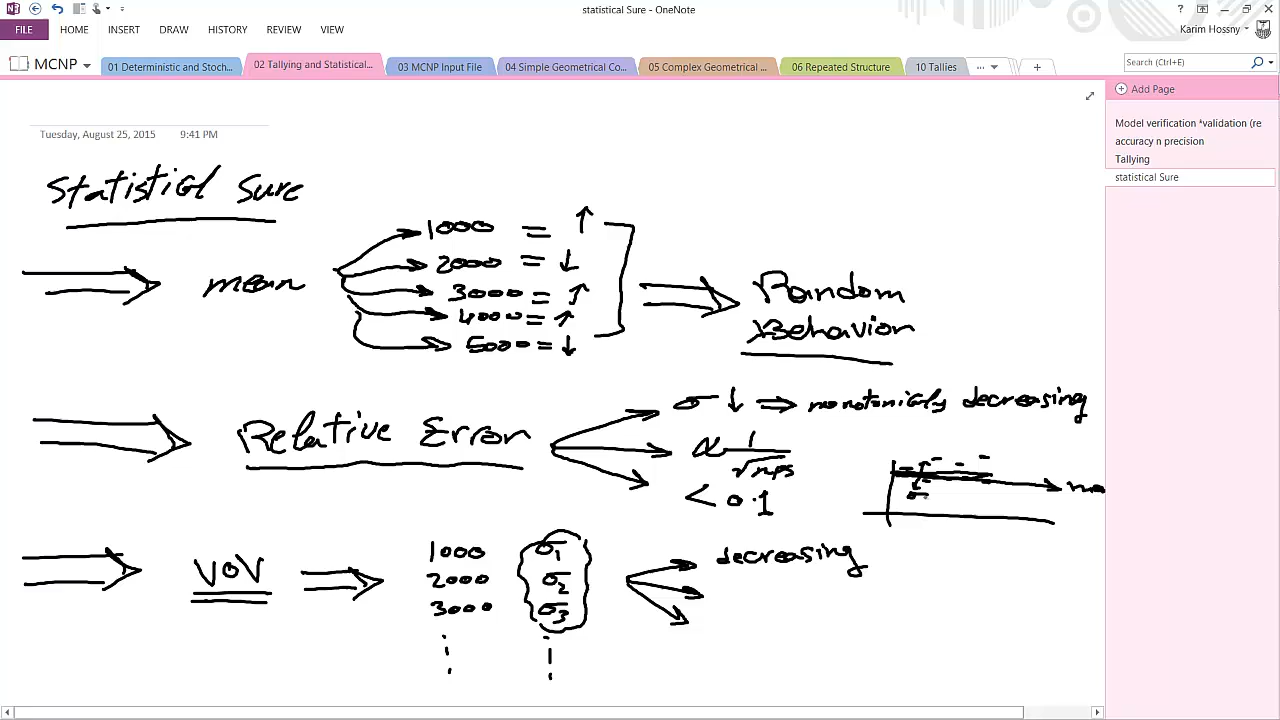 statistical Sure - OneNote
FILE HOME INSERT DRAW HISTORY REVIEW VIEW
Karim Hossny
MCNP
01 Deterministic and Stoch...
02 Tallying and Statistical...
03 MCNP Input File
04 Simple Geometrical Co...
05 Complex Geometrical ...
06 Repeated Structure
10 Tallies
Search (Ctrl+E)
Add Page
Model verification *validation (re
accuracy n precision
Tallying
statistical Sure
Tuesday, August 25, 2015 9:41 PM
Statistical Sure
⇒ mean
1000 = ↑
2000 = ↓
3000 = ↑
4000 = ↑
5000 = ↓
⇒ Random
Behavior
⇒ Relative Error
σ ↓ ⇒ monotonically decreasing
∝ 1/√nps
< 0.1
σ
⇒ VOV ⇒
1000 σ1
2000 σ2
3000 σ3
decreasing